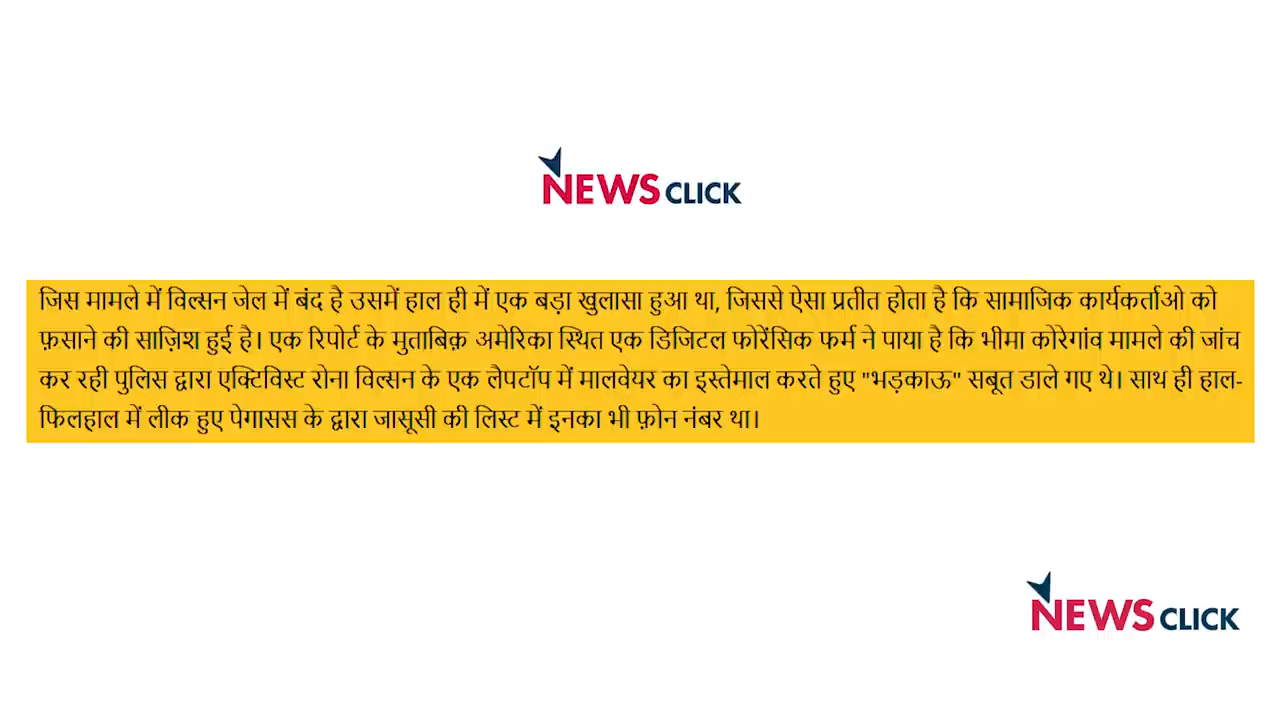 NEWS CLICK
जिस मामले में विल्सन जेल में बंद है उसमें हाल ही में एक बड़ा खुलासा हुआ था, जिससे ऐसा प्रतीत होता है कि सामाजिक कार्यकर्ताओ को
फ़साने की साज़िश हुई है। एक रिपोर्ट के मुताबिक़ अमेरिका स्थित एक डिजिटल फोरेंसिक फर्म ने पाया है कि भीमा कोरेगांव मामले की जांच
कर रही पुलिस द्वारा एक्टिविस्ट रोना विल्सन के एक लैपटॉप में मालवेयर का इस्तेमाल करते हुए "भड़काऊ" सबूत डाले गए थे। साथ ही हाल-
फिलहाल में लीक हुए पेगासस के द्वारा जासूसी की लिस्ट में इनका भी फ़ोन नंबर था।
NEWS CLICK